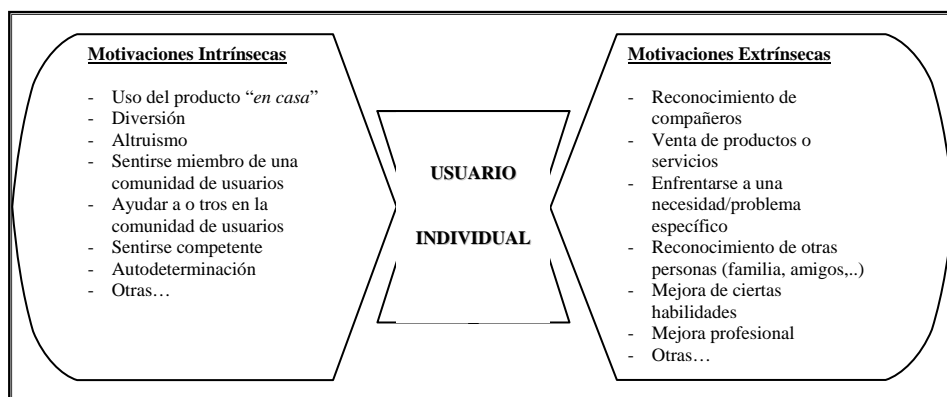 Motivaciones Intrínsecas
- Uso del producto “en casa”
- Diversión
- Altruismo
- Sentirse miembro de una
comunidad de usuarios
- Ayudar a o tros en la
comunidad de usuarios
- Sentirse competente
- Autodeterminación
- Otras…
USUARIO
INDIVIDUAL
Motivaciones Extrínsecas
- Reconocimiento de
compañeros
- Venta de productos o
servicios
- Enfrentarse a una
necesidad/problema
específico
- Reconocimiento de otras
personas (familia, amigos,..)
- Mejora de ciertas
habilidades
- Mejora profesional
- Otras…